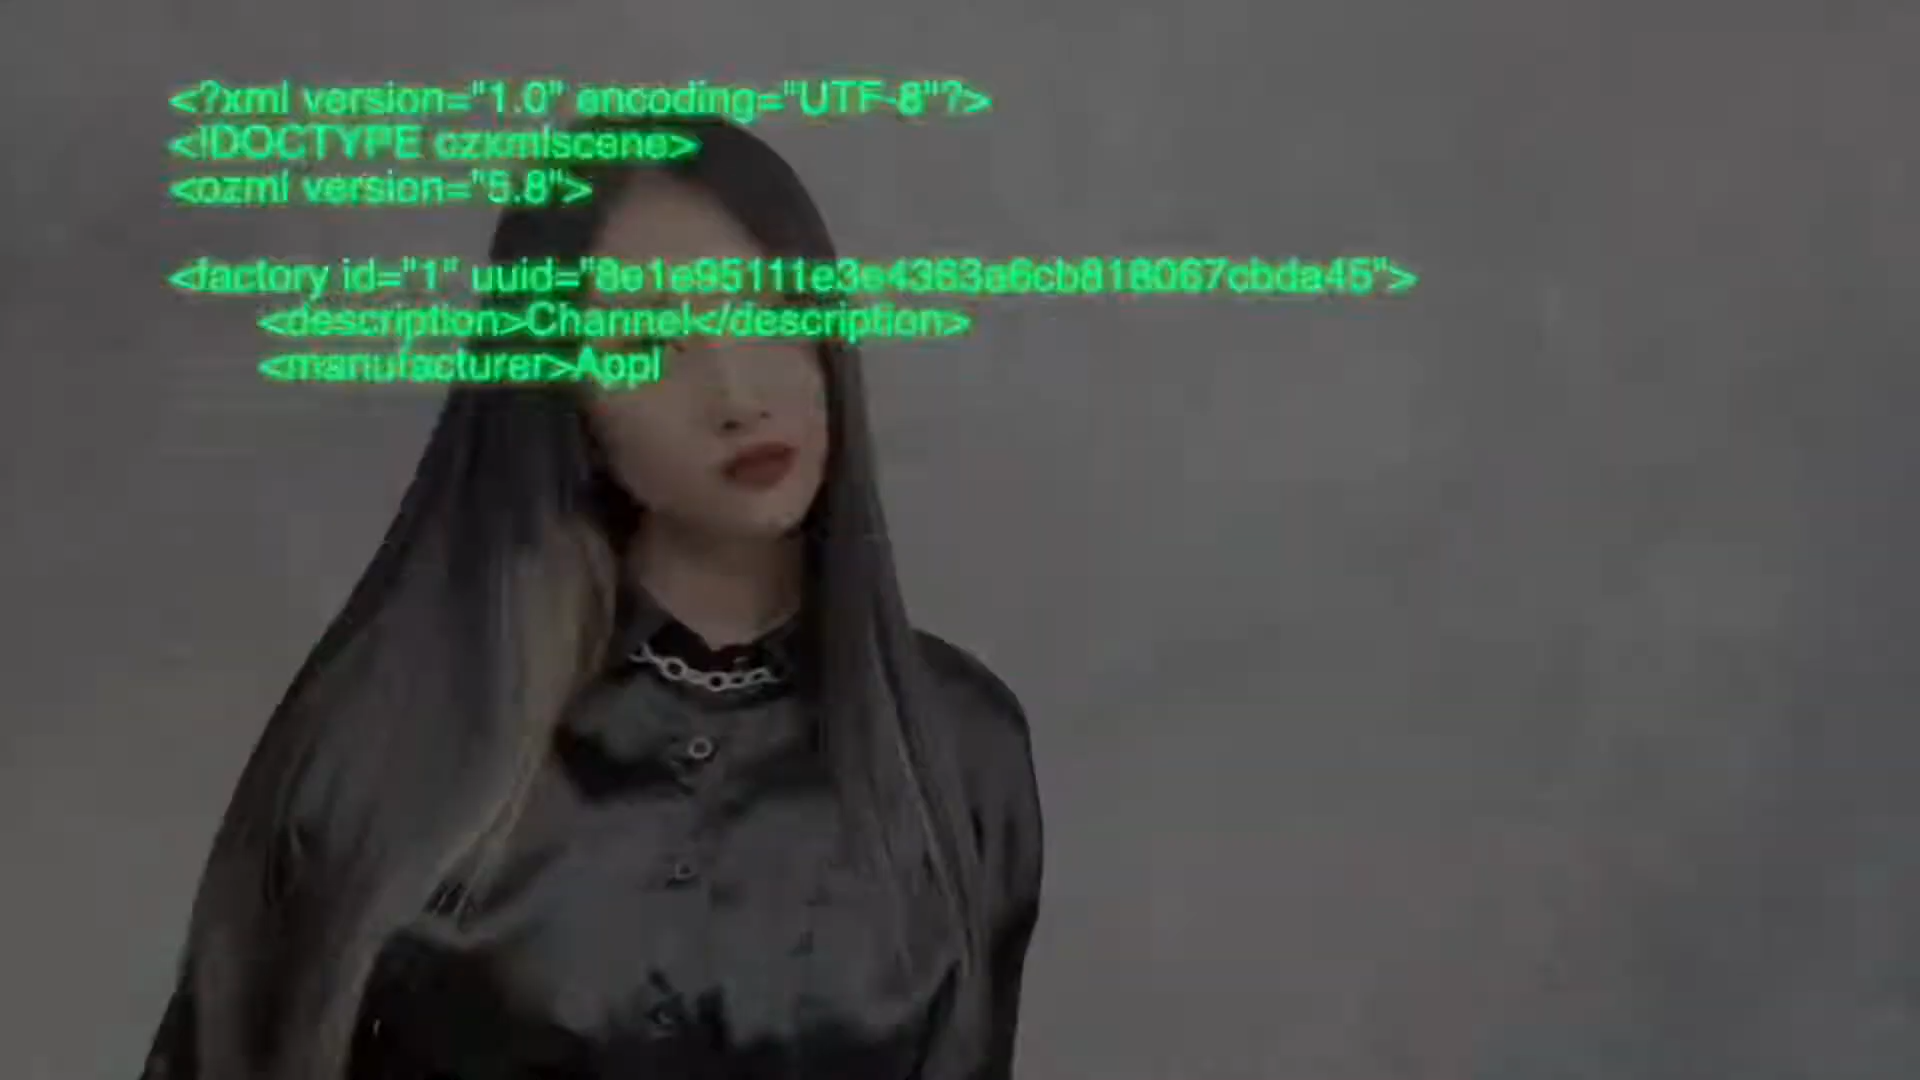 <?xml version="1.0" encoding="UTF-8"?>
<!DOCTYPE ozxmlscene>
<ozml version="5.8">
<factory id="1" uuid="8e1e95111e3e4363a6cb818067cbda45">
<description>Channel</description>
<manufacturer>Appl